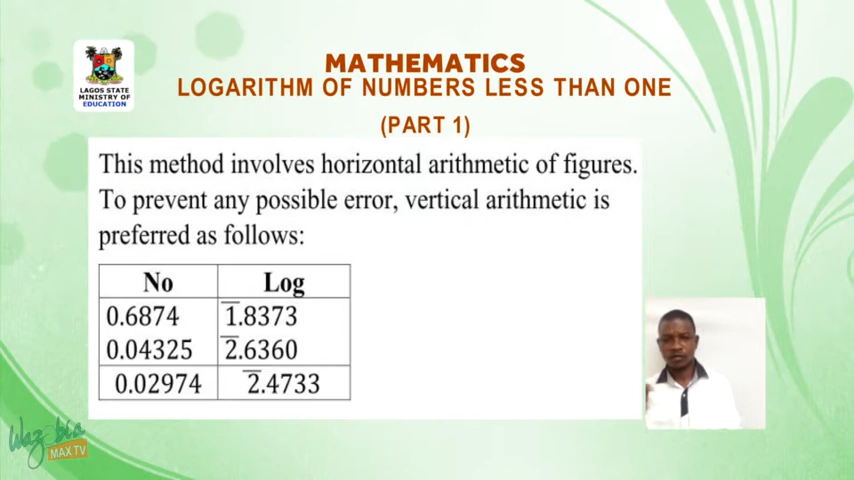 MATHEMATICS
LOGARITHM OF NUMBERS LESS THAN ONE
(PART 1)
LAGOS STATE
MINISTRY OF
EDUCATION
This method involves horizontal arithmetic of figures.
To prevent any possible error, vertical arithmetic is
preferred as follows:
No Log
0.6874 1̅.8373
0.04325 2̅.6360
0.02974 2̅.4733
Wazobia
MAX TV